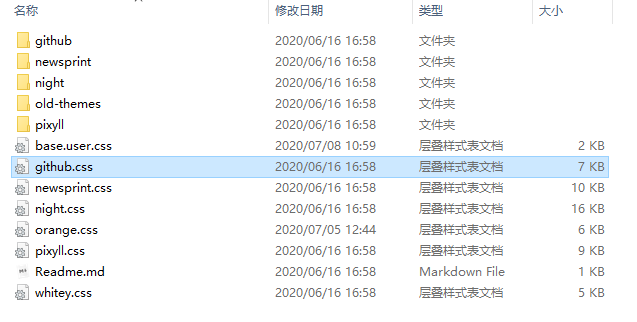 名称 修改日期 类型 大小
github 2020/06/16 16:58 文件夹
newsprint 2020/06/16 16:58 文件夹
night 2020/06/16 16:58 文件夹
old-themes 2020/06/16 16:58 文件夹
pixyll 2020/06/16 16:58 文件夹
base.user.css 2020/07/08 10:59 层叠样式表文档 2 KB
github.css 2020/06/16 16:58 层叠样式表文档 7 KB
newsprint.css 2020/06/16 16:58 层叠样式表文档 10 KB
night.css 2020/06/16 16:58 层叠样式表文档 16 KB
orange.css 2020/07/05 12:44 层叠样式表文档 6 KB
pixyll.css 2020/06/16 16:58 层叠样式表文档 9 KB
Readme.md 2020/06/16 16:58 Markdown File 1 KB
whitey.css 2020/06/16 16:58 层叠样式表文档 5 KB